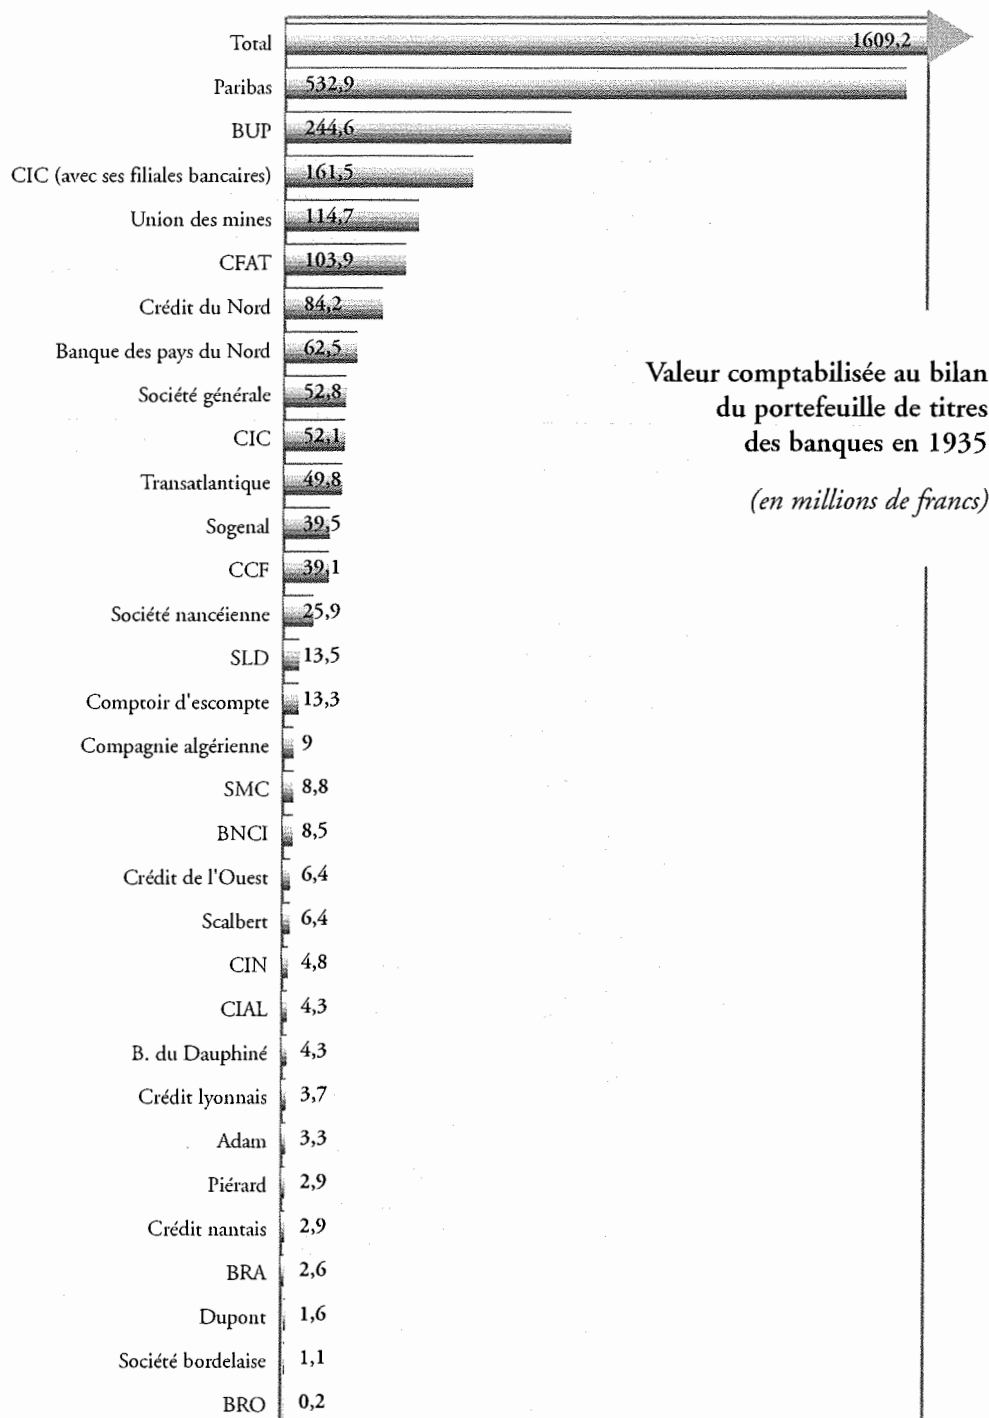 Total 1609,2
Paribas 532,9
BUP 244,6
CIC (avec ses filiales bancaires) 161,5
Union des mines 114,7
CFAT 103,9
Crédit du Nord 84,2
Banque des pays du Nord 62,5
Société générale 52,8
CIC 52,1
Transatlantique 49,8
Sogenal 39,5
CCF 39,1
Société nancéienne 25,9
SLD 13,5
Comptoir d'escompte 13,3
Compagnie algérienne 9
SMC 8,8
BNCI 8,5
Crédit de l'Ouest 6,4
Scalbert 6,4
CIN 4,8
CIAL 4,3
B. du Dauphiné 4,3
Crédit lyonnais 3,7
Adam 3,3
Piérard 2,9
Crédit nantais 2,9
BRA 2,6
Dupont 1,6
Société bordelaise 1,1
BRO 0,2
Valeur comptabilisée au bilan
du portefeuille de titres
des banques en 1935
(en millions de francs)